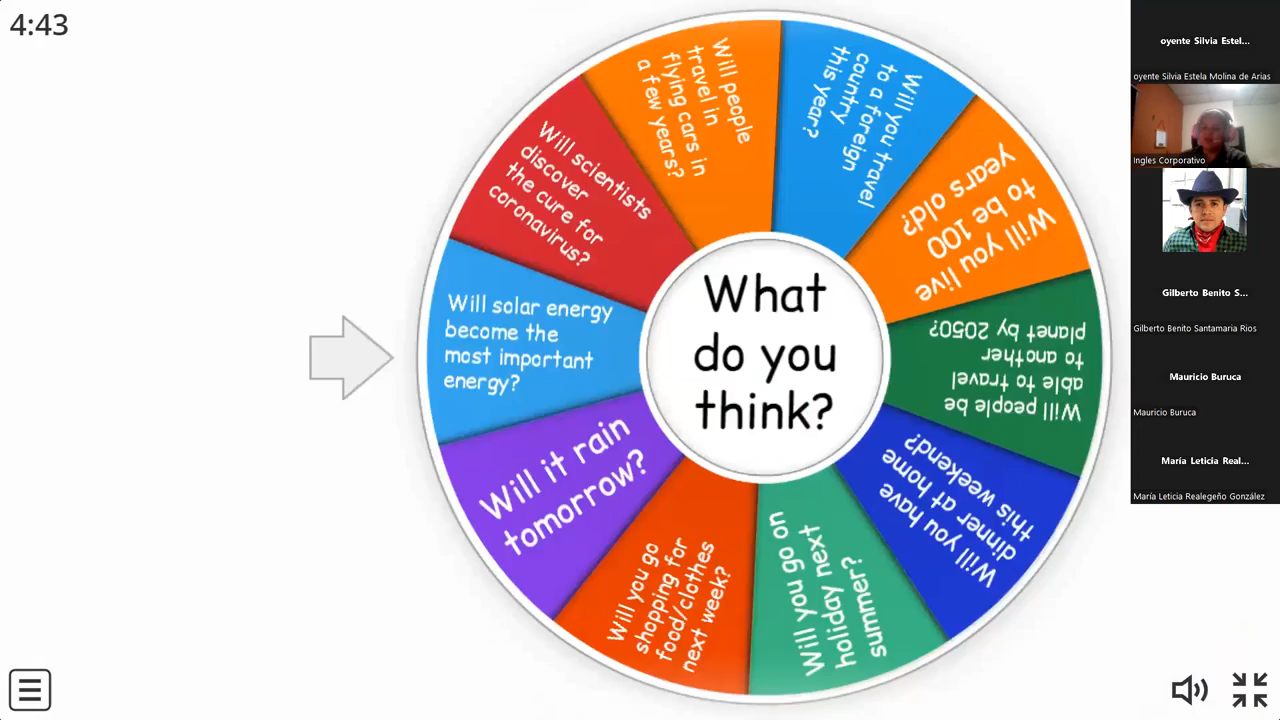 4:43
Will people
travel in
flying cars in
a few years?
Will you travel
to a foreign
country
this year?
Will you live
to be 100
years old?
Will people be
able to travel
to another
planet by 2050?
Will you have
dinner at home
this weekend?
Will you go on
holiday next
summer?
Will you go
shopping for
food/clothes
next week?
Will it rain
tomorrow?
Will solar energy
become the
most important
energy?
Will scientists
discover
the cure for
coronavirus?
What
do you
think?
oyente Silvia Estel...
oyente Silvia Estela Molina de Arias
Ingles Corporativo
Gilberto Benito S...
Gilberto Benito Santamaria Rios
Mauricio Buruca
Mauricio Buruca
María Leticia Real...
María Leticia Realegeño González